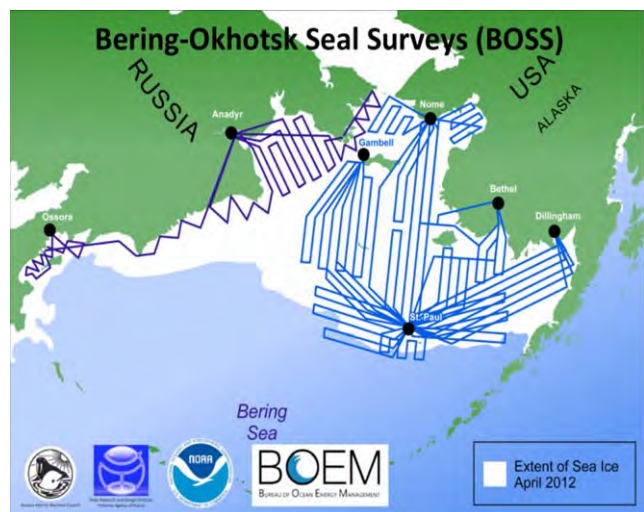 Bering-Okhotsk Seal Surveys (BOSS)
RUSSIA
USA
ALASKA
Anadyr
Nome
Gambell
Ossora
Bethel
Dillingham
St. Paul
Bering
Sea
NOAA
BOEM
BUREAU OF OCEAN ENERGY MANAGEMENT
Extent of Sea Ice
April 2012